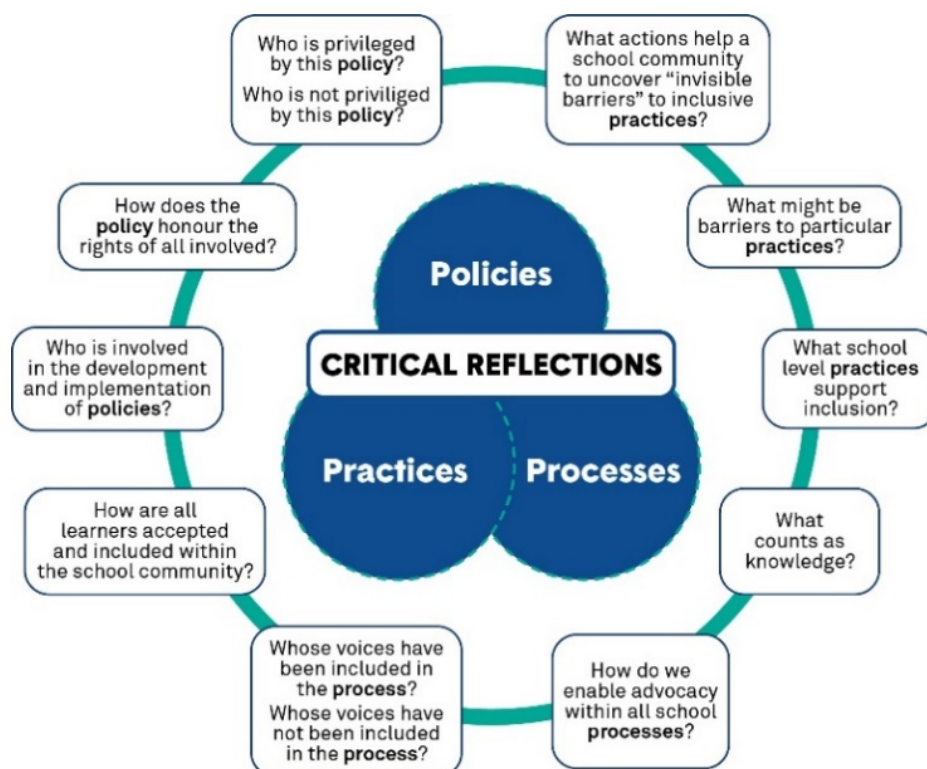 Who is privileged
by this policy?
Who is not priviliged
by this policy?
What actions help a
school community
to uncover “invisible
barriers” to inclusive
practices?
How does the
policy honour the
rights of all involved?
What might be
barriers to particular
practices?
Policies
CRITICAL REFLECTIONS
Practices
Processes
Who is involved
in the development
and implementation
of policies?
What school
level practices
support
inclusion?
How are all
learners accepted
and included within
the school community?
What
counts as
knowledge?
Whose voices have
been included in
the process?
Whose voices have
not been included
in the process?
How do we
enable advocacy
within all school
processes?